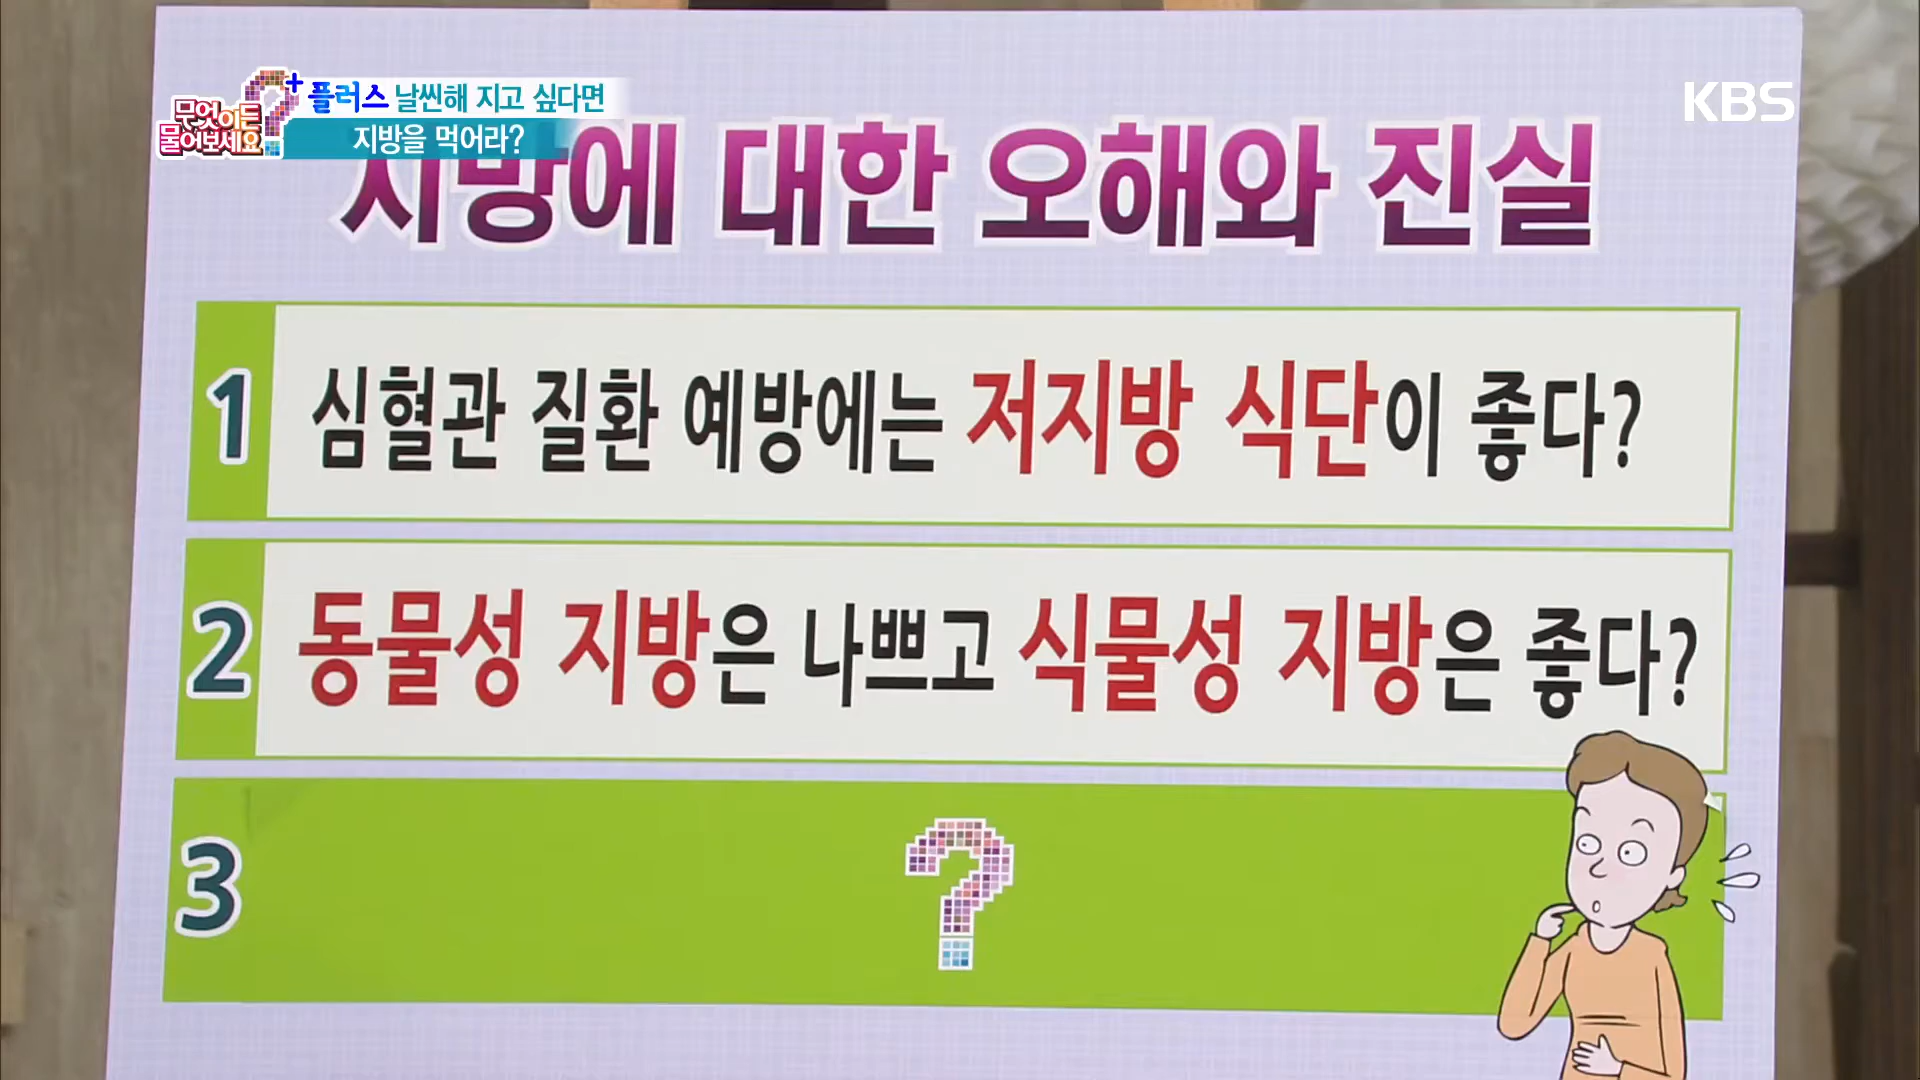 무엇이든
물어보세요
플러스 날씬해 지고 싶다면
지방을 먹어라?
KBS
지방에 대한 오해와 진실
1 심혈관 질환 예방에는 저지방 식단이 좋다?
2 동물성 지방은 나쁘고 식물성 지방은 좋다?
3 ?